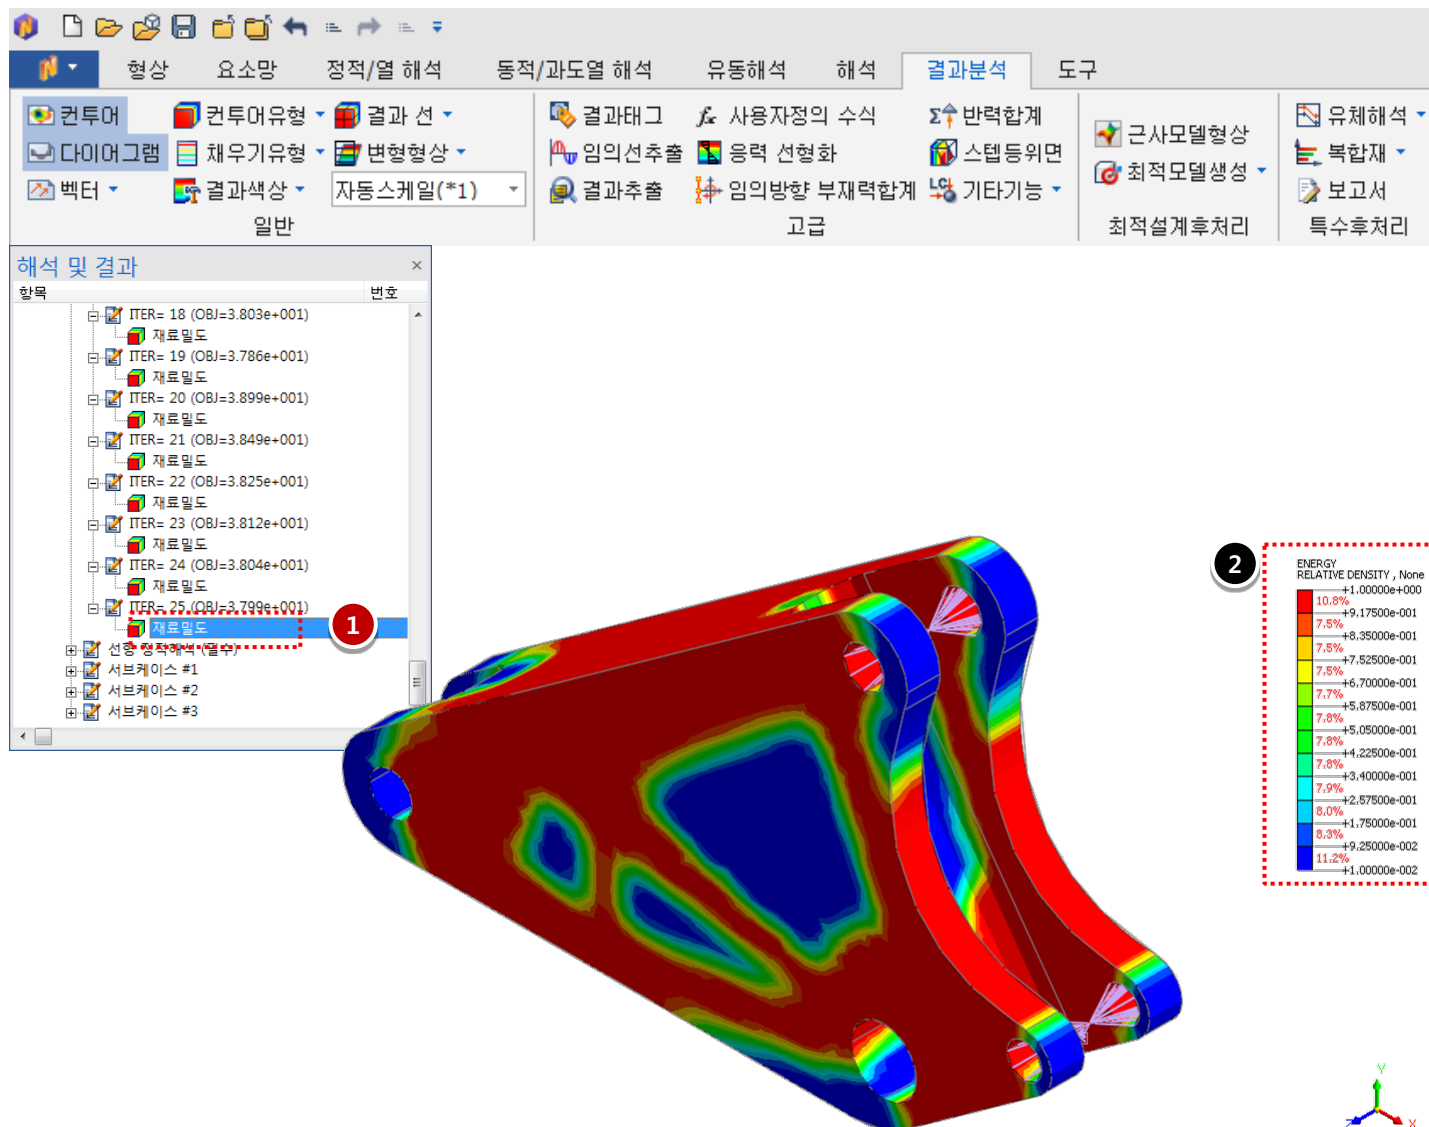 형상 요소망 정적/열 해석 동적/과도열 해석 유동해석 해석 결과분석 도구
컨투어 컨투어유형 결과 선 결과태그 사용자정의 수식 반력합계 유체해석
근사모델형상
다이어그램 채우기유형 변형형상 임의선추출 응력 선형화 스텝등위면 복합재
최적모델생성
벡터 결과색상 자동스케일(*1) 결과추출 임의방향 부재력합계 기타기능 보고서
일반 고급 최적설계후처리 특수후처리
해석 및 결과
항목 번호
ITER= 18 (OBJ=3.803e+001)
재료밀도
ITER= 19 (OBJ=3.786e+001)
재료밀도
ITER= 20 (OBJ=3.899e+001)
재료밀도
ITER= 21 (OBJ=3.849e+001)
재료밀도
ITER= 22 (OBJ=3.825e+001)
재료밀도
ITER= 23 (OBJ=3.812e+001)
재료밀도
ITER= 24 (OBJ=3.804e+001)
재료밀도
ITER= 25 (OBJ=3.799e+001)
재료밀도
1
선형 정적해석 (필수)
서브케이스 #1
서브케이스 #2
서브케이스 #3
2
ENERGY
RELATIVE DENSITY , None
+1.00000e+000
10.8%
+9.17500e-001
7.5%
+8.35000e-001
7.5%
+7.52500e-001
7.5%
+6.70000e-001
7.7%
+5.87500e-001
7.8%
+5.05000e-001
7.8%
+4.22500e-001
7.8%
+3.40000e-001
7.9%
+2.57500e-001
8.0%
+1.75000e-001
8.3%
+9.25000e-002
11.2%
+1.00000e-002
Y
Z X